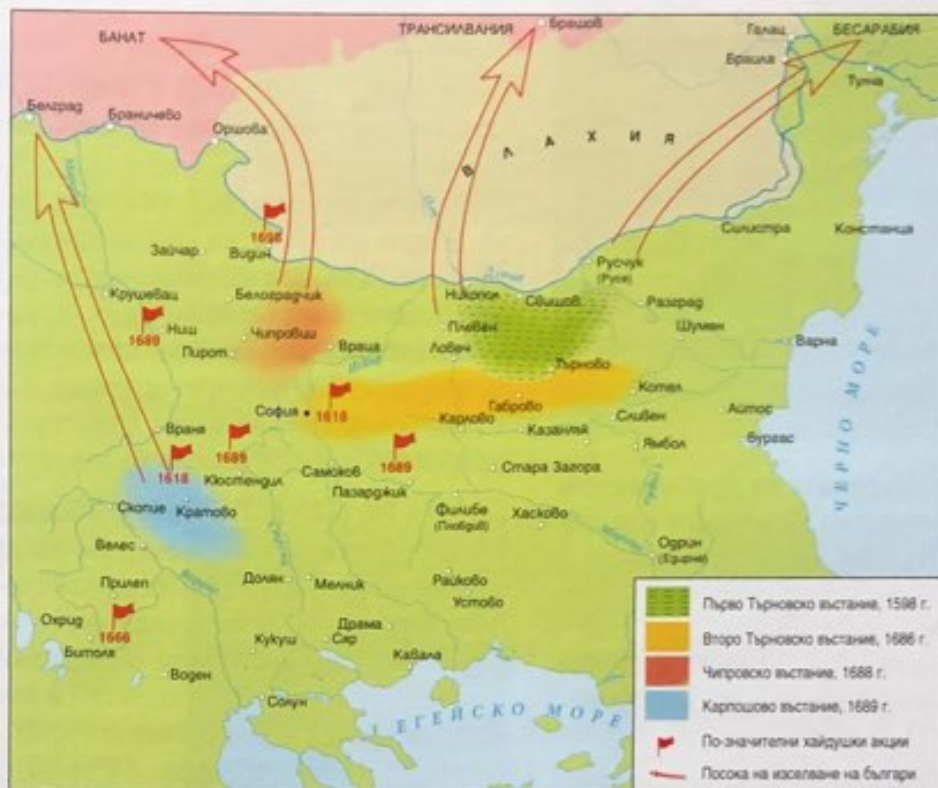 БАНАТ
ТРАНСИЛВАНИЯ
Брашов
Галац
БЕСАРАБИЯ
Браила
Тулча
Белград
Браничево
Оршова
ВЛАХИЯ
1698
Зайчар
Видин
Силистра
Констанца
Русчук
(Русе)
Дунав
Крушевац
Белоградчик
Никопол
Свищов
Разград
1689
Ниш
Чипровци
Плевен
Шумен
Пирот
Враца
Ловеч
Варна
Търново
София
1618
Габрово
Котел
Карлово
Сливен
Айтос
Казанлък
Враня
1689
1689
Ямбол
Бургас
1618
Кюстендил
Самоков
Стара Загора
Пазарджик
Скопие
Кратово
Филибе
(Пловдив)
Хасково
ЧЕРНО МОРЕ
Велес
Одрин
(Едирне)
Прилеп
Долян
Мелник
Райково
Устово
Охрид
1666
Битоля
Кукуш
Драма
Сяр
Кавала
Воден
Солун
ЕГЕЙСКО МОРЕ
Първо Търновско въстание, 1598 г.
Второ Търновско въстание, 1686 г.
Чипровско въстание, 1688 г.
Карпошово въстание, 1689 г.
По-значителни хайдушки акции
Посока на изселване на българи